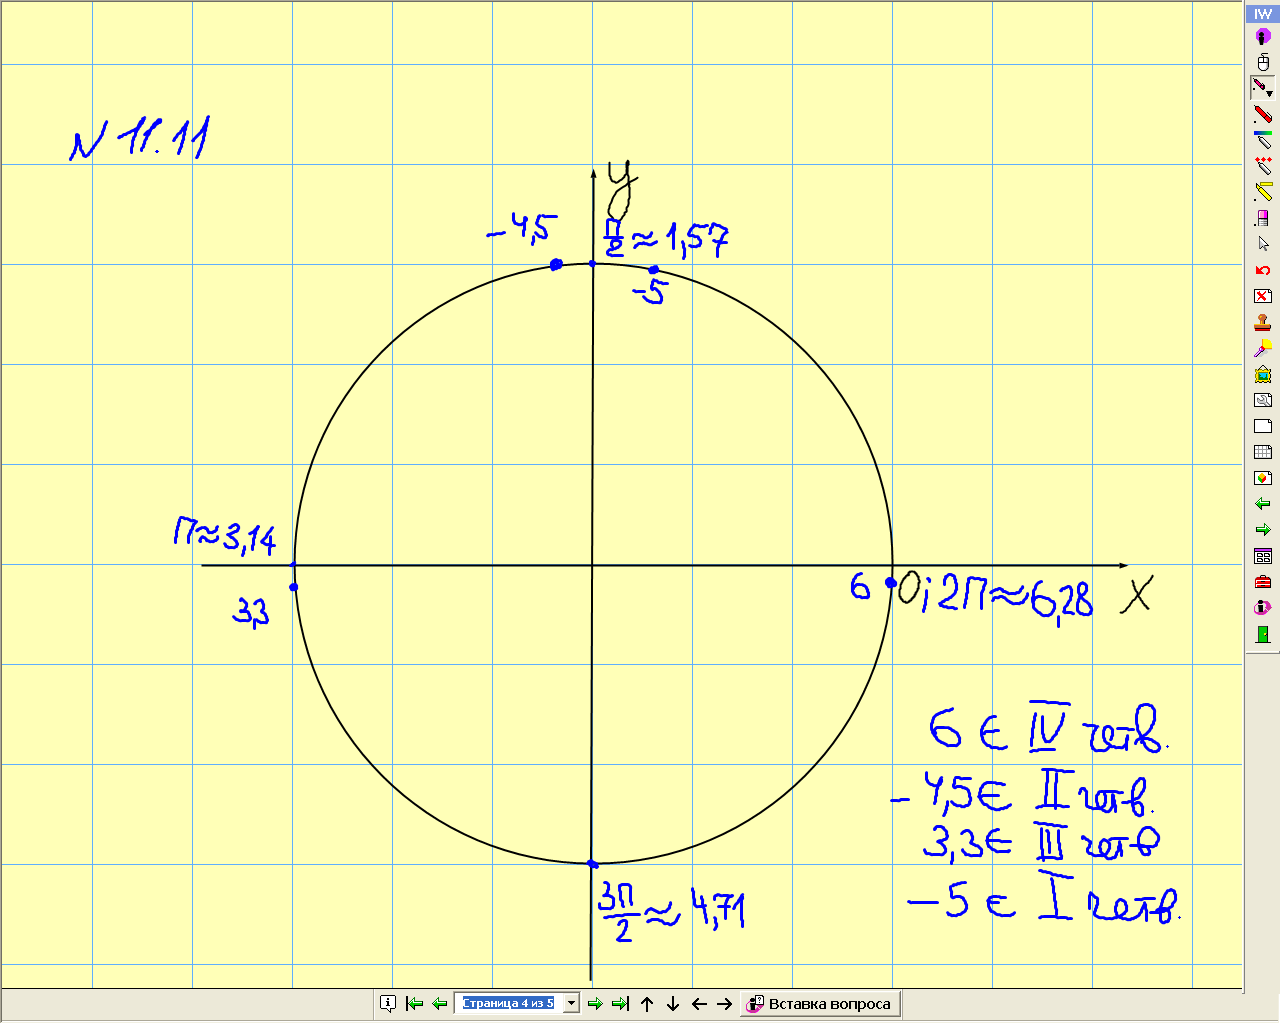 N 11.11
y
-4,5
П/2 ≈ 1,57
-5
П≈3,14
3,3
6
0; 2П≈6,28
X
6 ∈ IV четв.
-4,5 ∈ II четв.
3,3 ∈ III четв
-5 ∈ I четв.
3П/2 ≈ 4,71
IW
Страница 4 из 5
Вставка вопроса